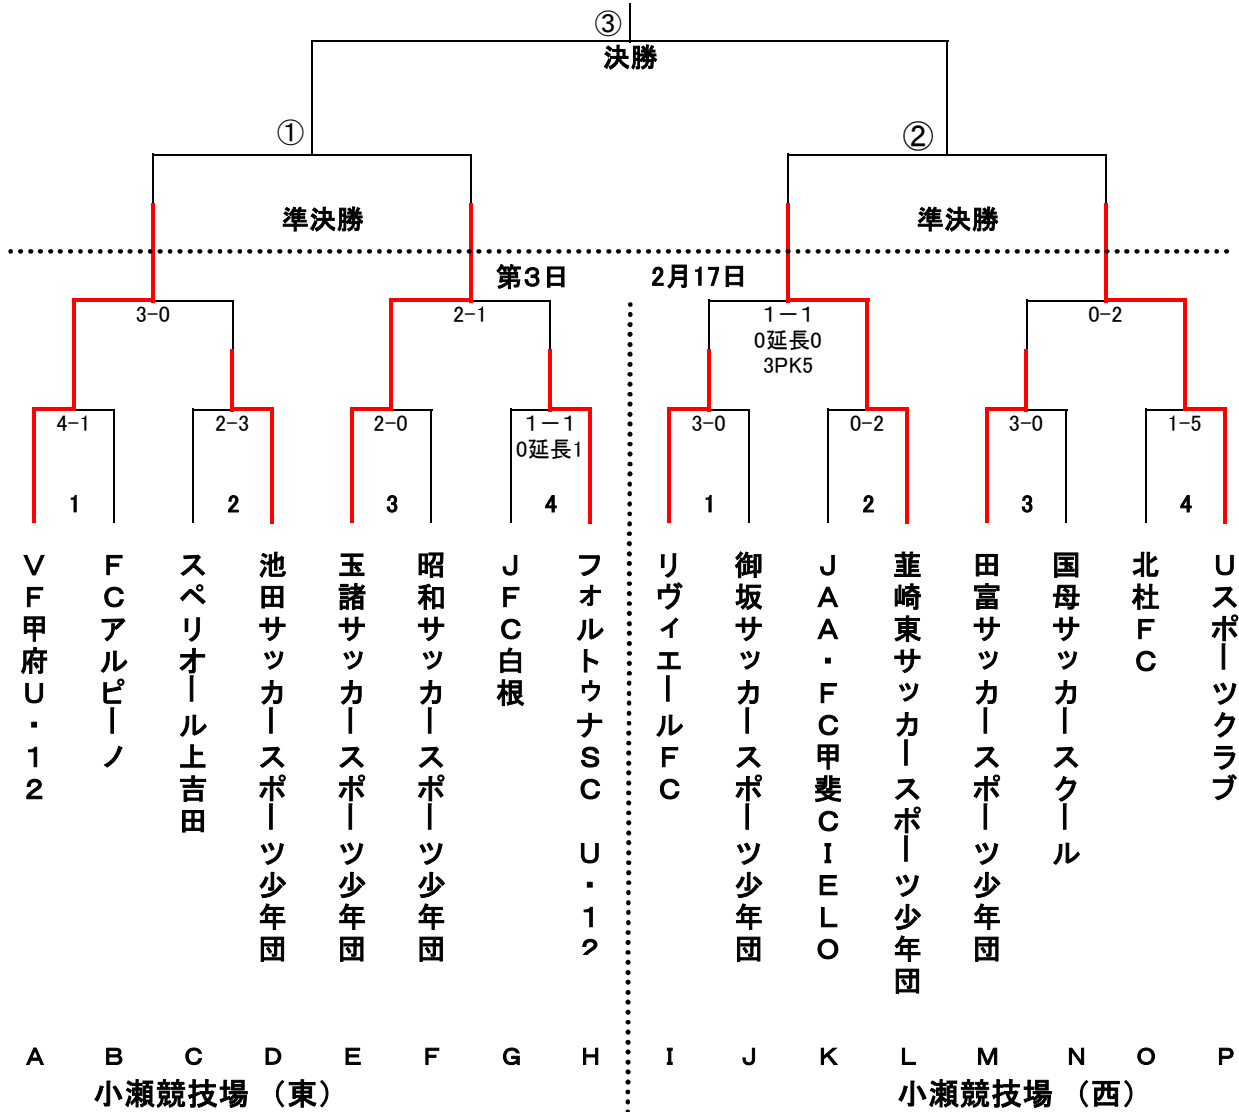 ③
決勝
① ②
準決勝 準決勝
第3日 2月17日
3-0 2-1 1－1 0-2
0延長0
3PK5
4-1 2-3 2-0 1－1 3-0 0-2 3-0 1-5
0延長1
1 2 3 4 1 2 3 4
VF甲府U・12
FCアルピーノ
スペリオール上吉田
池田サッカースポーツ少年団
玉諸サッカースポーツ少年団
昭和サッカースポーツ少年団
JFC白根
フォルトゥナSC U・12
リヴィエールFC
御坂サッカースポーツ少年団
JAA・FC甲斐CIELO
韮崎東サッカースポーツ少年団
田富サッカースポーツ少年団
国母サッカースクール
北杜FC
Uスポーツクラブ
A B C D E F G H I J K L M N O P
小瀬競技場（東） 小瀬競技場（西）